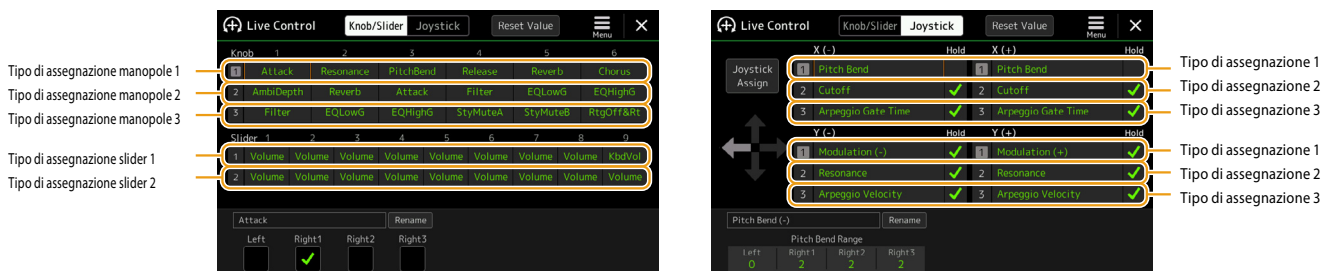 Live Control Knob/Slider Joystick Reset Value Menu
Knob 1 2 3 4 5 6
Tipo di assegnazione manopole 1
1 Attack Resonance PitchBend Release Reverb Chorus
Tipo di assegnazione manopole 2
2 AmbiDepth Reverb Attack Filter EQLowG EQHighG
Tipo di assegnazione manopole 3
3 Filter EQLowG EQHighG StyMuteA StyMuteB RtgOff&Rt
Slider 1 2 3 4 5 6 7 8 9
Tipo di assegnazione slider 1
1 Volume Volume Volume Volume Volume Volume Volume Volume KbdVol
Tipo di assegnazione slider 2
2 Volume Volume Volume Volume Volume Volume Volume Volume Volume
Attack Rename
Left Right1 Right2 Right3
Live Control Knob/Slider Joystick Reset Value Menu
X (-) Hold X (+) Hold
Joystick Assign
1 Pitch Bend 1 Pitch Bend
Tipo di assegnazione 1
2 Cutoff 2 Cutoff
Tipo di assegnazione 2
3 Arpeggio Gate Time 3 Arpeggio Gate Time
Tipo di assegnazione 3
Y (-) Hold Y (+) Hold
1 Modulation (-) 1 Modulation (+)
Tipo di assegnazione 1
2 Resonance 2 Resonance
Tipo di assegnazione 2
3 Arpeggio Velocity 3 Arpeggio Velocity
Tipo di assegnazione 3
Pitch Bend (-) Rename
Pitch Bend Range
Left Right1 Right2 Right3
0 2 2 2